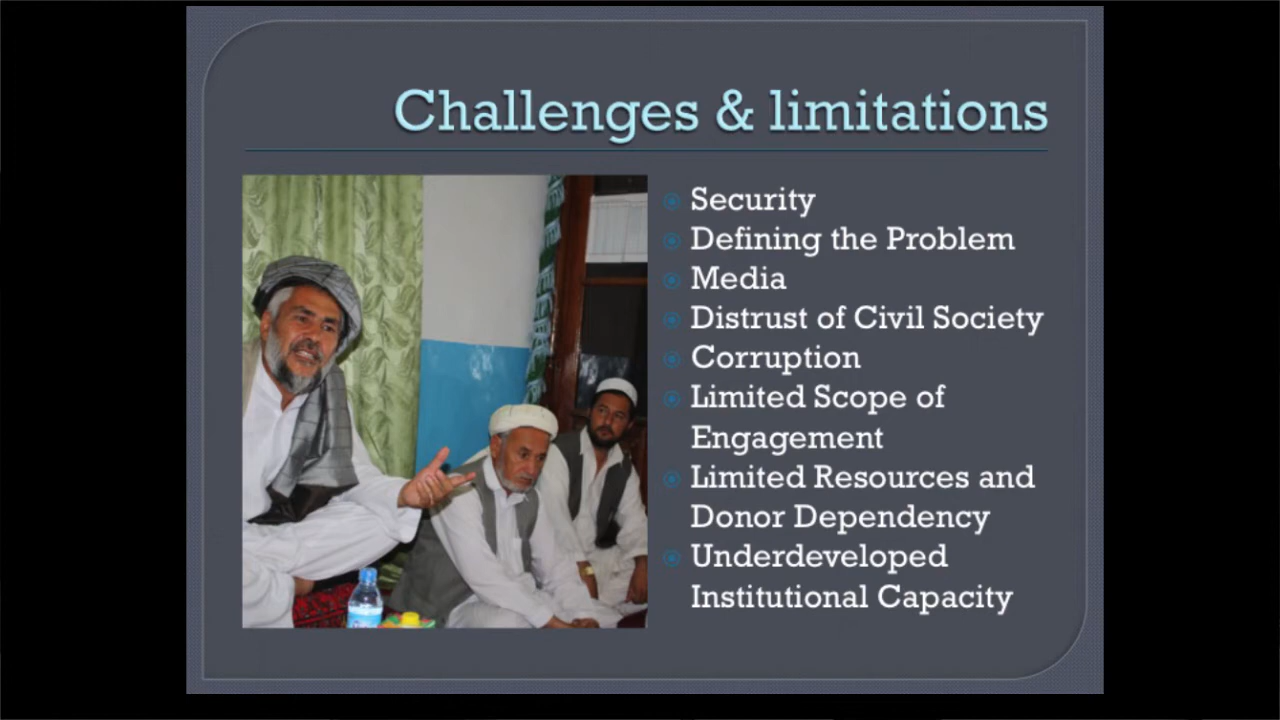 Challenges & limitations
Security
Defining the Problem
Media
Distrust of Civil Society
Corruption
Limited Scope of
Engagement
Limited Resources and
Donor Dependency
Underdeveloped
Institutional Capacity